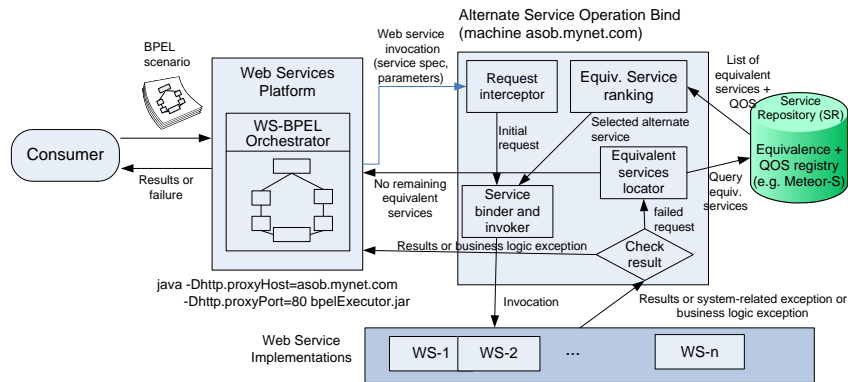 Alternate Service Operation Bind
(machine asob.mynet.com)
BPEL
scenario
Web service
invocation
(service spec,
parameters)
List of
equivalent
services +
QOS
Web Services
Platform
Request
interceptor
Equiv. Service
ranking
Service
Repository (SR)
WS-BPEL
Orchestrator
Initial
request
Selected alternate
service
Equivalence +
QOS registry
(e.g. Meteor-S)
Consumer
Equivalent
services
locator
Results or
failure
No remaining
equivalent
services
Service
binder and
invoker
Query
equiv.
services
failed
request
Results or business logic exception
Check
result
java -Dhttp.proxyHost=asob.mynet.com
-Dhttp.proxyPort=80 bpelExecutor.jar
Invocation
Results or system-related exception or
business logic exception
Web Service
Implementations
WS-1
WS-2
...
WS-n